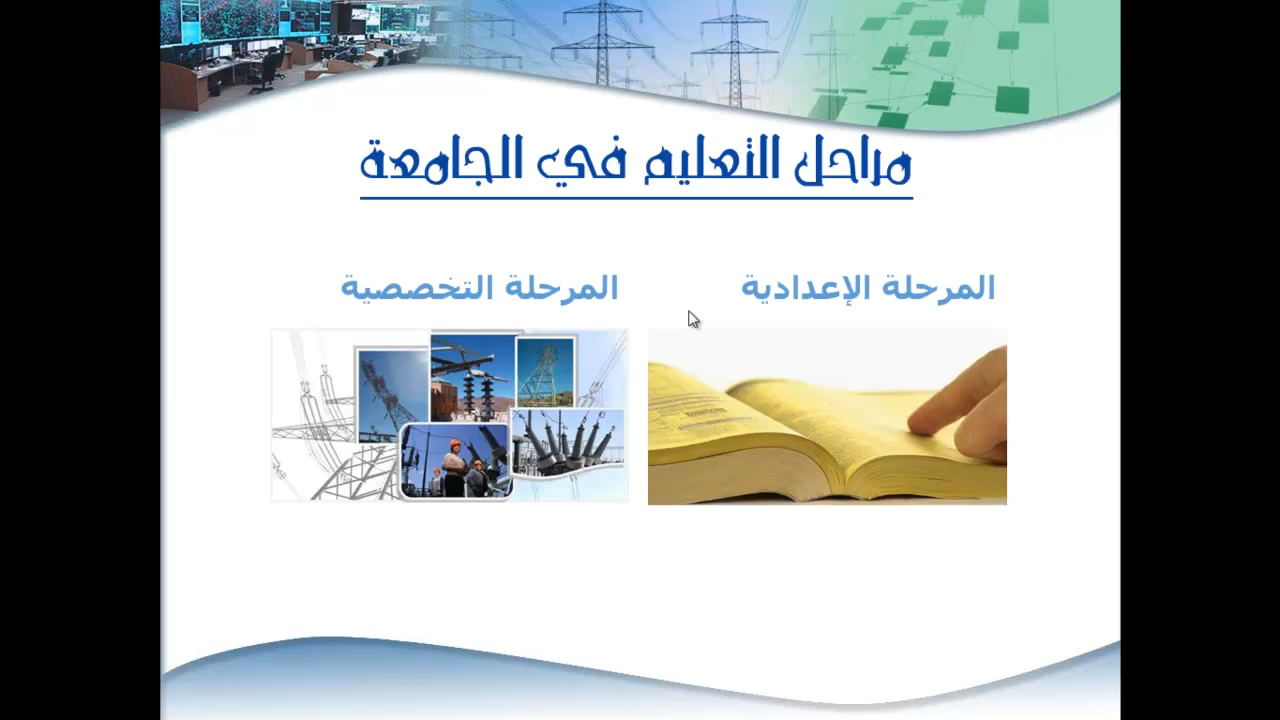 مراحل التعليم في الجامعة
المرحلة الإعدادية
المرحلة التخصصية